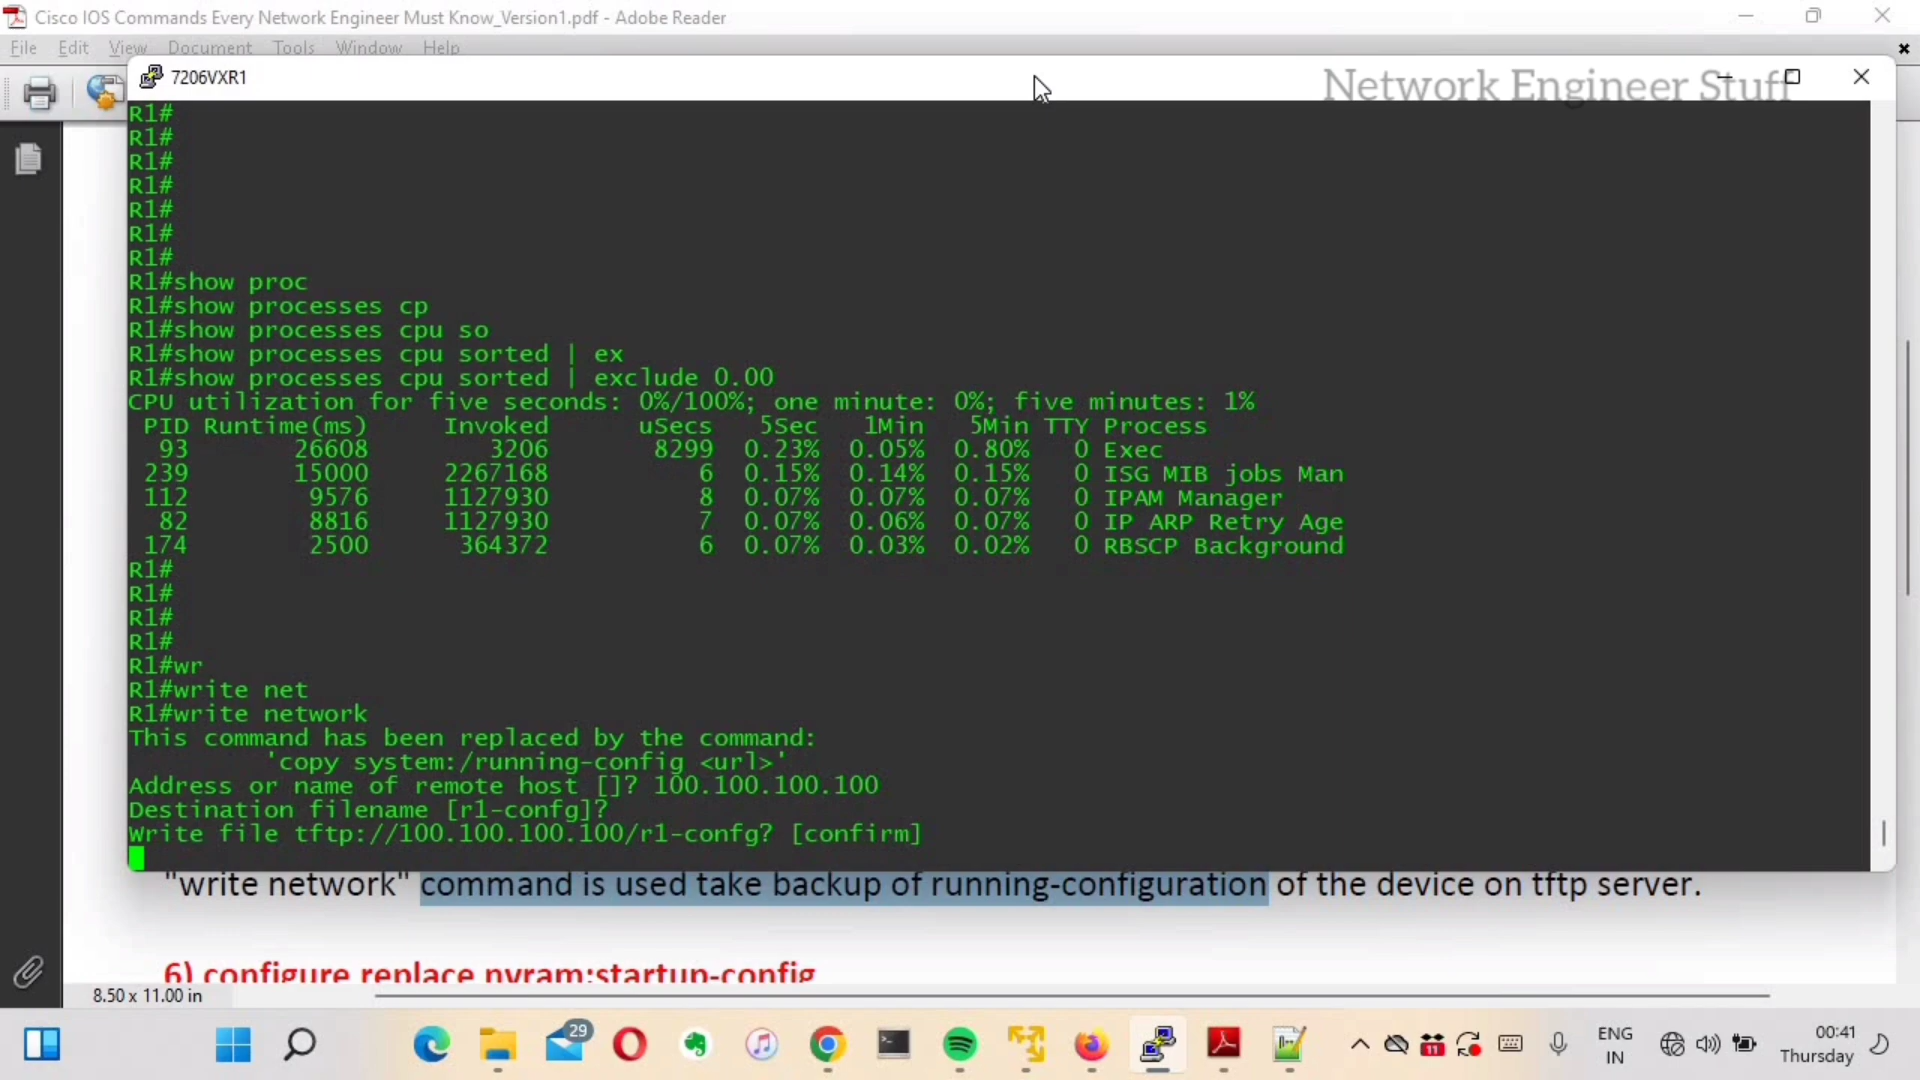 Cisco IOS Commands Every Network Engineer Must Know_Version1.pdf - Adobe Reader
File Edit View Document Tools Window Help
7206VXR1
Network Engineer Stuff
R1#
R1#
R1#
R1#
R1#
R1#
R1#
R1#show proc
R1#show processes cp
R1#show processes cpu so
R1#show processes cpu sorted | ex
R1#show processes cpu sorted | exclude 0.00
CPU utilization for five seconds: 0%/100%; one minute: 0%; five minutes: 1%
PID Runtime(ms) Invoked uSecs 5Sec 1Min 5Min TTY Process
93 26608 3206 8299 0.23% 0.05% 0.80% 0 Exec
239 15000 2267168 6 0.15% 0.14% 0.15% 0 ISG MIB jobs Man
112 9576 1127930 8 0.07% 0.07% 0.07% 0 IPAM Manager
82 8816 1127930 7 0.07% 0.06% 0.07% 0 IP ARP Retry Age
174 2500 364372 6 0.07% 0.03% 0.02% 0 RBSCP Background
R1#
R1#
R1#
R1#
R1#wr
R1#write net
R1#write network
This command has been replaced by the command:
'copy system:/running-config <url>'
Address or name of remote host []? 100.100.100.100
Destination filename [r1-confg]?
Write file tftp://100.100.100.100/r1-confg? [confirm]
"write network" command is used take backup of running-configuration of the device on tftp server.
6) configure replace nvram:startup-config
8.50 x 11.00 in
29
11
ENG
IN
00:41
Thursday